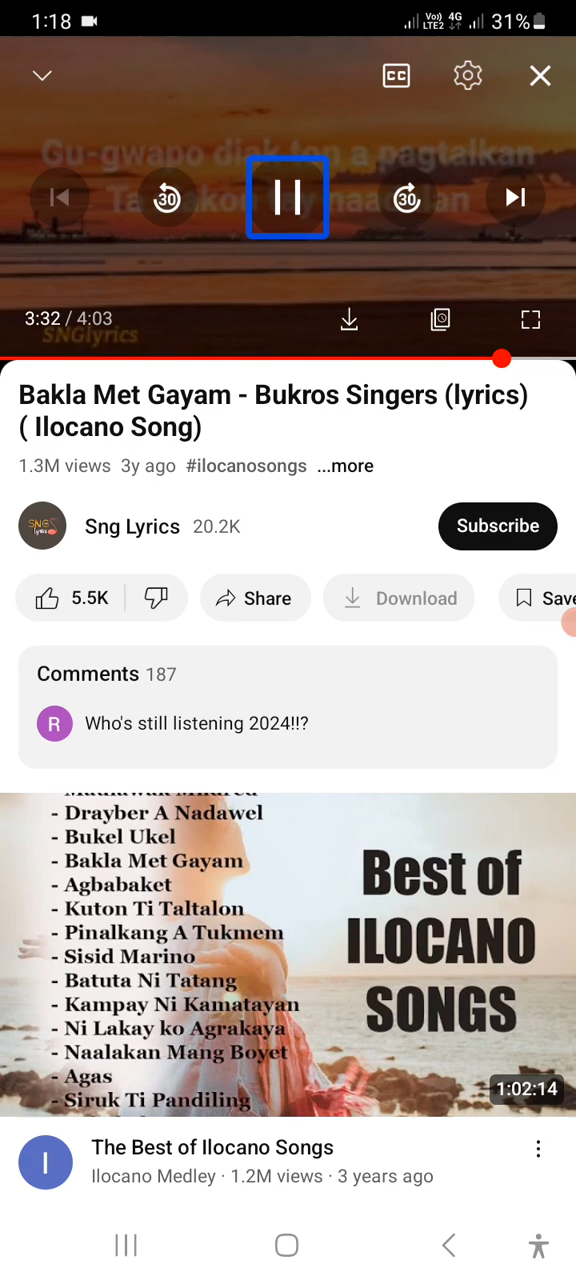 1:18
Vo)) 4G
LTE2
31%
CC
Gu-gwapo diak ton a pagtalkan
30
30
3:32 / 4:03
SNGlyrics
Bakla Met Gayam - Bukros Singers (lyrics)
( Ilocano Song)
1.3M views 3y ago #ilocanosongs ...more
SNG
lyrics
Sng Lyrics 20.2K
Subscribe
5.5K
Share
Download
Save
Comments 187
R
Who's still listening 2024!!?
- Drayber A Nadawel
- Bukel Ukel
- Bakla Met Gayam
- Agbabaket
- Kuton Ti Taltalon
- Pinalkang A Tukmem
- Sisid Marino
- Batuta Ni Tatang
- Kampay Ni Kamatayan
- Ni Lakay ko Agrakaya
- Naalakan Mang Boyet
- Agas
- Siruk Ti Pandiling
Best of
ILOCANO
SONGS
1:02:14
I
The Best of Ilocano Songs
Ilocano Medley · 1.2M views · 3 years ago